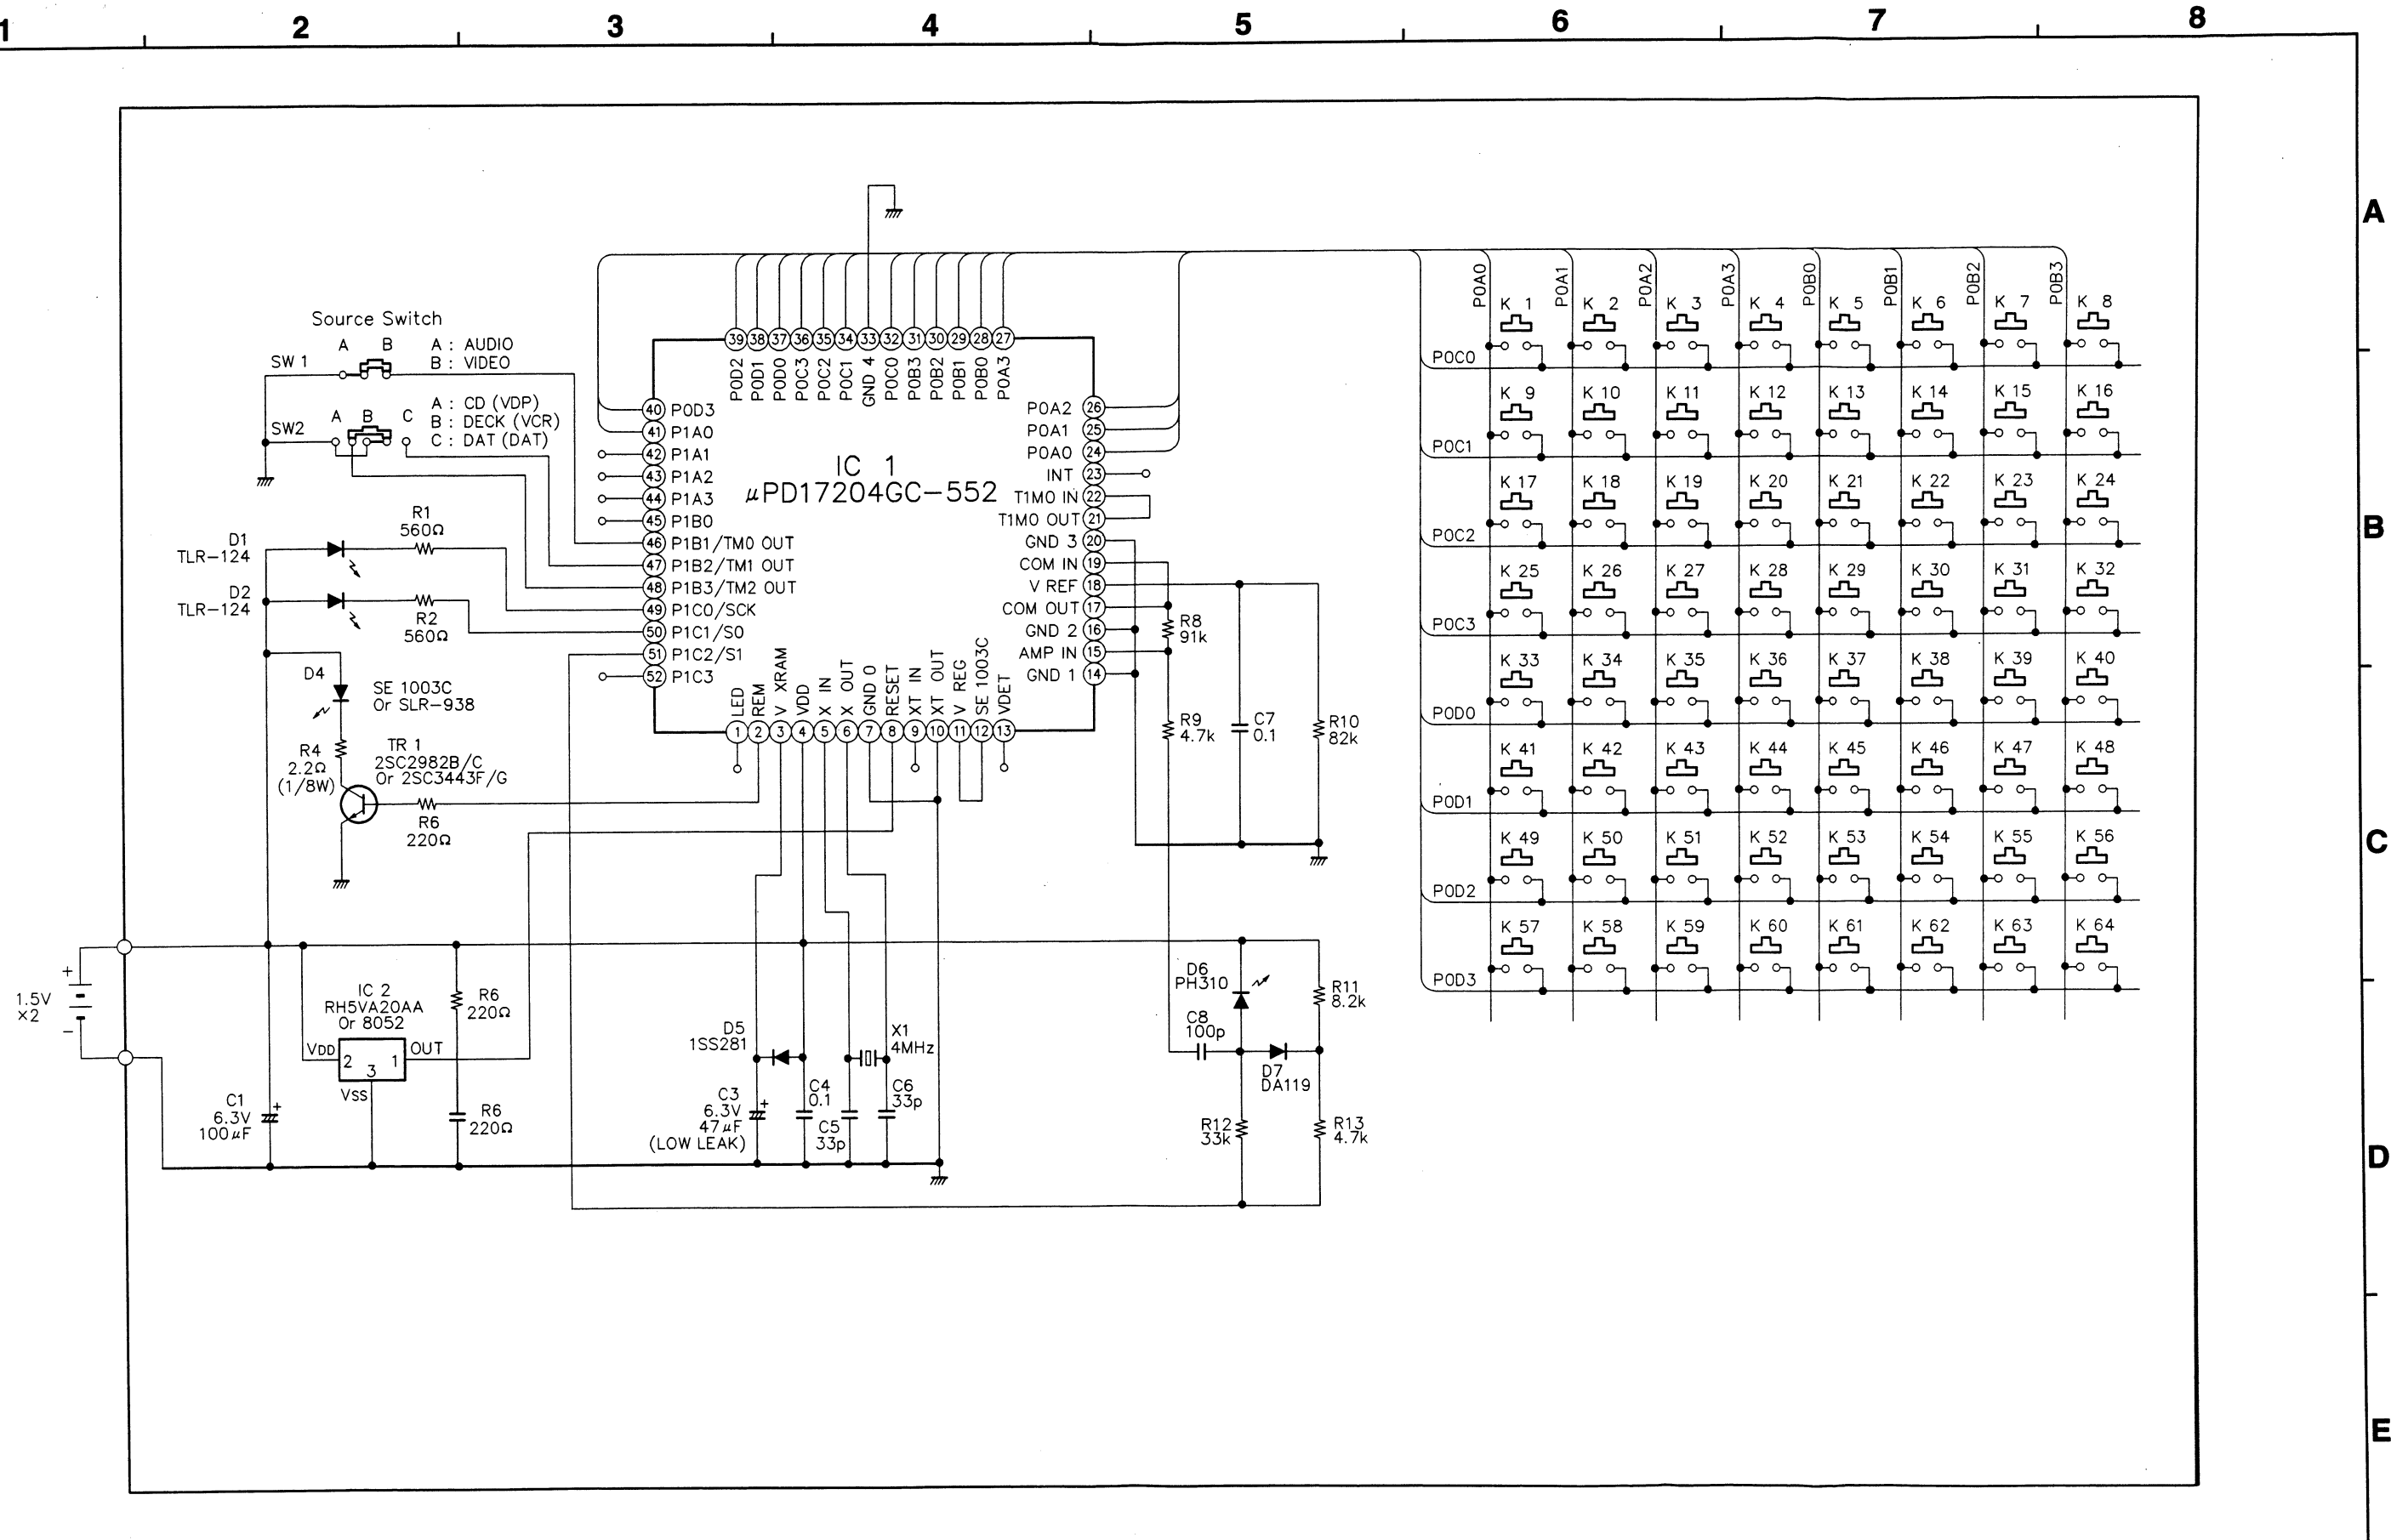 1 2 3 4 5 6 7 8
A
B
C
D
E
Source Switch
SW 1
A B
A : AUDIO
B : VIDEO
SW2
A B C
A : CD (VDP)
B : DECK (VCR)
C : DAT (DAT)
D1
TLR-124
R1
560Ω
D2
TLR-124
R2
560Ω
D4
SE 1003C
Or SLR-938
R4
2.2Ω
(1/8W)
TR 1
2SC2982B/C
Or 2SC3443F/G
R6
220Ω
IC 1
μPD17204GC-552
39 38 37 36 35 34 33 32 31 30 29 28 27
P0D2 P0D1 P0D0 P0C3 P0C2 P0C1 GND 4 P0C0 P0B3 P0B2 P0B1 P0B0 P0A3
40 P0D3
41 P1A0
42 P1A1
43 P1A2
44 P1A3
45 P1B0
46 P1B1/TM0 OUT
47 P1B2/TM1 OUT
48 P1B3/TM2 OUT
49 P1C0/SCK
50 P1C1/S0
51 P1C2/S1
52 P1C3
P0A2 26
P0A1 25
P0A0 24
INT 23
T1M0 IN 22
T1M0 OUT 21
GND 3 20
COM IN 19
V REF 18
COM OUT 17
GND 2 16
AMP IN 15
GND 1 14
LED REM V XRAM VDD X IN X OUT GND 0 RESET XT IN XT OUT V REG SE 1003C VDET
1 2 3 4 5 6 7 8 9 10 11 12 13
R8
91k
R9
4.7k
C7
0.1
R10
82k
+
1.5V
×2
−
IC 2
RH5VA20AA
Or 8052
VDD 2 1 OUT
3
VSS
R6
220Ω
R6
220Ω
C1
6.3V
100μF
+
D5
1SS281
C3
6.3V
47μF
(LOW LEAK)
+
C4
0.1
C5
33p
C6
33p
X1
4MHz
D6
PH310
C8
100p
D7
DA119
R11
8.2k
R12
33k
R13
4.7k
P0A0 P0A1 P0A2 P0A3 P0B0 P0B1 P0B2 P0B3
K 1 K 2 K 3 K 4 K 5 K 6 K 7 K 8
P0C0
K 9 K 10 K 11 K 12 K 13 K 14 K 15 K 16
P0C1
K 17 K 18 K 19 K 20 K 21 K 22 K 23 K 24
P0C2
K 25 K 26 K 27 K 28 K 29 K 30 K 31 K 32
P0C3
K 33 K 34 K 35 K 36 K 37 K 38 K 39 K 40
P0D0
K 41 K 42 K 43 K 44 K 45 K 46 K 47 K 48
P0D1
K 49 K 50 K 51 K 52 K 53 K 54 K 55 K 56
P0D2
K 57 K 58 K 59 K 60 K 61 K 62 K 63 K 64
P0D3